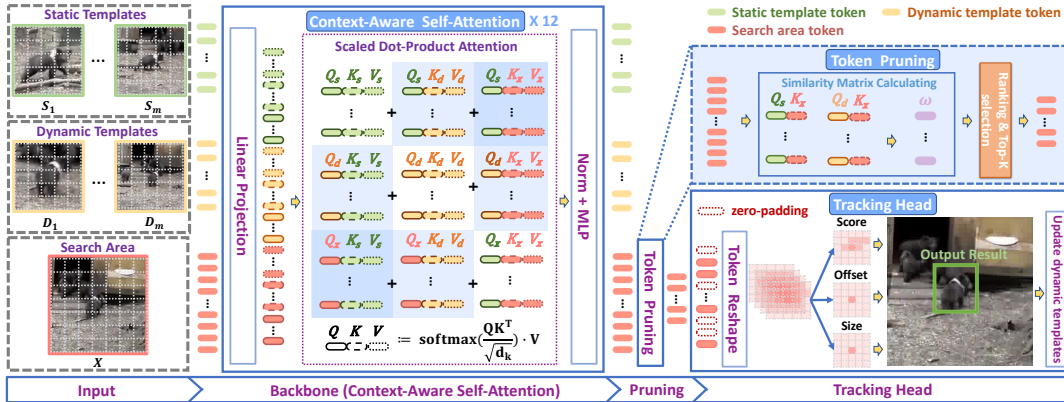 Static Templates
S1 ... Sm
Dynamic Templates
D1 ... Dm
Search Area
X
Linear Projection
Context-Aware Self-Attention X 12
Scaled Dot-Product Attention
Qs Ks Vs Qs Kd Vd Qs Kx Vx
+ +
Qd Ks Vs Qd Kd Vd Qd Kx Vx
+ +
Qx Ks Vs Qx Kd Vd Qx Kx Vx
+ +
Q K V := softmax(QK^T/√dk) · V
Norm + MLP
Token Pruning
Static template token
Dynamic template token
Search area token
Token Pruning
Similarity Matrix Calculating
Qs Kx Qd Kx ω
Ranking & Top-K
selection
Tracking Head
zero-padding
Token Reshape
Score
Offset
Size
Output Result
Update dynamic
templates
Input
Backbone (Context-Aware Self-Attention)
Pruning
Tracking Head